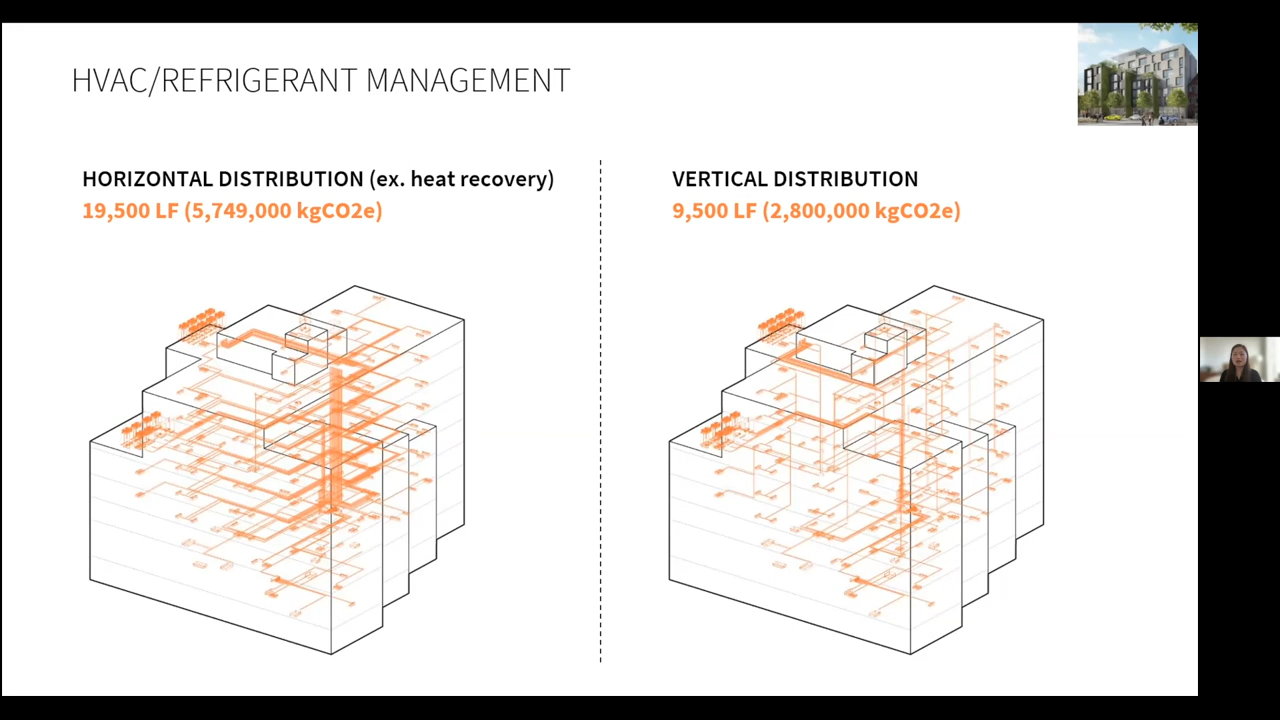 HVAC/REFRIGERANT MANAGEMENT
HORIZONTAL DISTRIBUTION (ex. heat recovery)
19,500 LF (5,749,000 kgCO2e)
VERTICAL DISTRIBUTION
9,500 LF (2,800,000 kgCO2e)